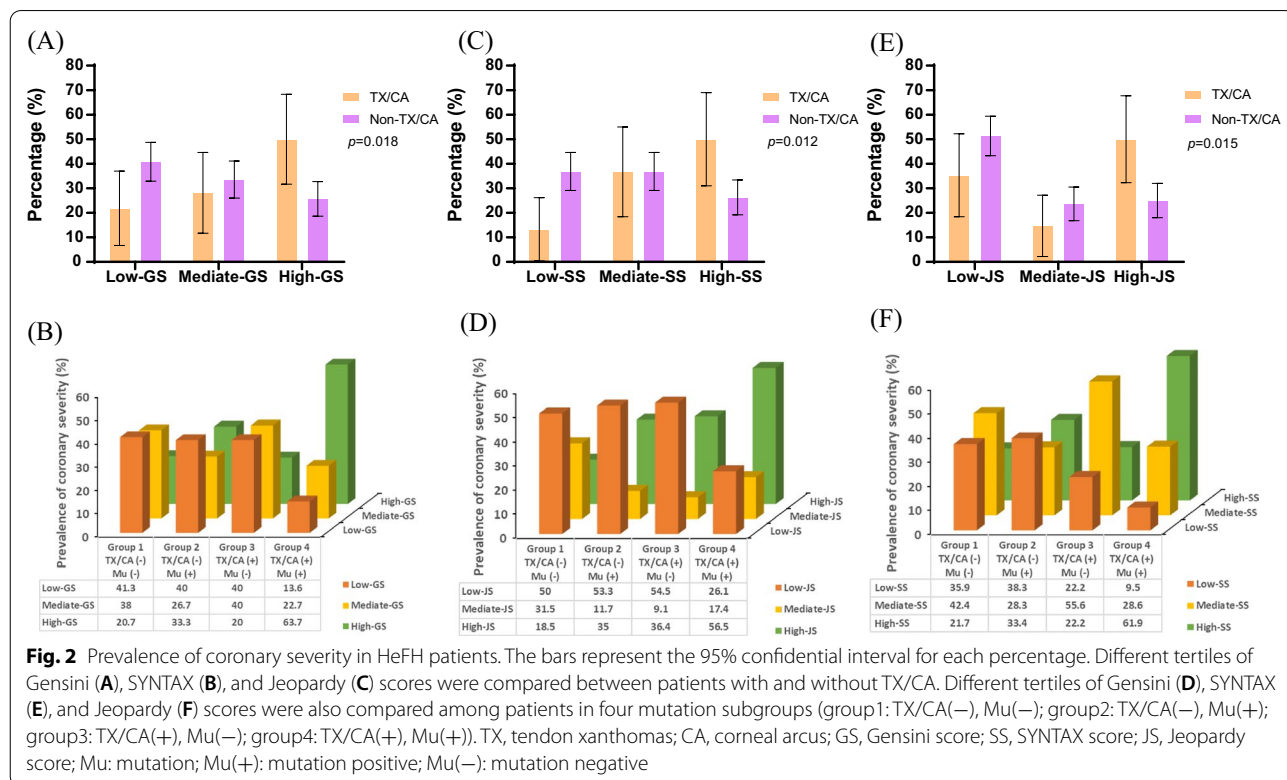 (A)
80
70
60
50
40
30
20
10
0
Percentage (%)
TX/CA
Non-TX/CA
p=0.018
Low-GS Mediate-GS High-GS
(C)
80
70
60
50
40
30
20
10
0
Percentage (%)
TX/CA
Non-TX/CA
p=0.012
Low-SS Mediate-SS High-SS
(E)
80
70
60
50
40
30
20
10
0
Percentage (%)
TX/CA
Non-TX/CA
p=0.015
Low-JS Mediate-JS High-JS
(B)
Prevalence of coronary severity (%)
60
50
40
30
20
10
0
High-GS
Mediate-GS
Low-GS
Group 1 Group 2 Group 3 Group 4
TX/CA (-) TX/CA (-) TX/CA (+) TX/CA (+)
Mu (-) Mu (+) Mu (-) Mu (+)
Low-GS 41.3 40 40 13.6
Mediate-GS 38 26.7 40 22.7
High-GS 20.7 33.3 20 63.7
Low-GS
Mediate-GS
High-GS
(D)
Prevalence of coronary severity (%)
60
50
40
30
20
10
0
High-JS
Mediate-JS
Low-JS
Group 1 Group 2 Group 3 Group 4
TX/CA (-) TX/CA (-) TX/CA (+) TX/CA (+)
Mu (-) Mu (+) Mu (+) Mu (+)
Low-JS 50 53.3 54.5 26.1
Mediate-JS 31.5 11.7 9.1 17.4
High-JS 18.5 35 36.4 56.5
Low-JS
Mediate-JS
High-JS
(F)
Prevalence of coronary severity (%)
60
50
40
30
20
10
0
High-SS
Mediate-SS
Low-SS
Group 1 Group 2 Group 3 Group 4
TX/CA (-) TX/CA (-) TX/CA (+) TX/CA (+)
Mu (-) Mu (+) Mu (-) Mu (+)
Low-SS 35.9 38.3 22.2 9.5
Mediate-SS 42.4 28.3 55.6 28.6
High-SS 21.7 33.4 22.2 61.9
Low-SS
Mediate-SS
High-SS
Fig. 2 Prevalence of coronary severity in HeFH patients. The bars represent the 95% confidential interval for each percentage. Different tertiles of
Gensini (A), SYNTAX (B), and Jeopardy (C) scores were compared between patients with and without TX/CA. Different tertiles of Gensini (D), SYNTAX
(E), and Jeopardy (F) scores were also compared among patients in four mutation subgroups (group1: TX/CA(−), Mu(−); group2: TX/CA(−), Mu(+);
group3: TX/CA(+), Mu(−); group4: TX/CA(+), Mu(+)). TX, tendon xanthomas; CA, corneal arcus; GS, Gensini score; SS, SYNTAX score; JS, Jeopardy
score; Mu: mutation; Mu(+): mutation positive; Mu(−): mutation negative